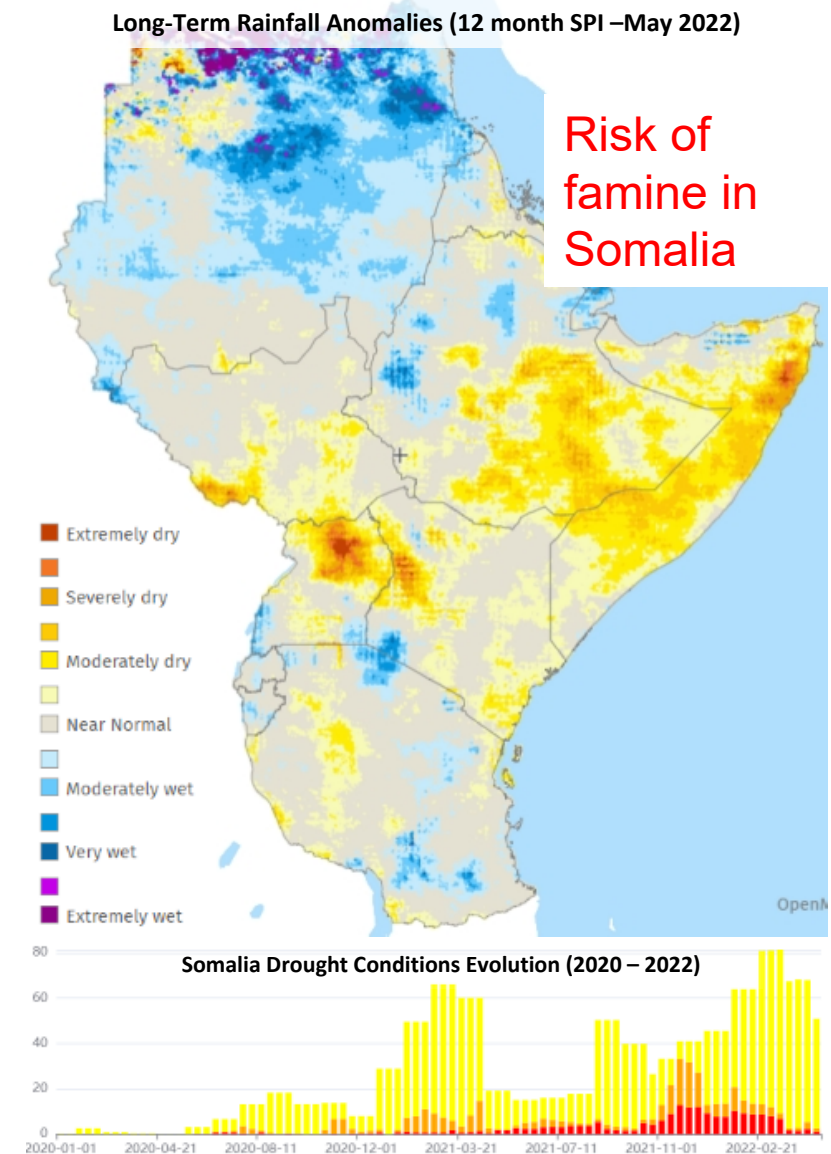 Long-Term Rainfall Anomalies (12 month SPI –May 2022)
Risk of
famine in
Somalia
Extremely dry
Severely dry
Moderately dry
Near Normal
Moderately wet
Very wet
Extremely wet
OpenM
Somalia Drought Conditions Evolution (2020 – 2022)
80
60
40
20
0
2020-01-01 2020-04-21 2020-08-11 2020-12-01 2021-03-21 2021-07-11 2021-11-01 2022-02-21